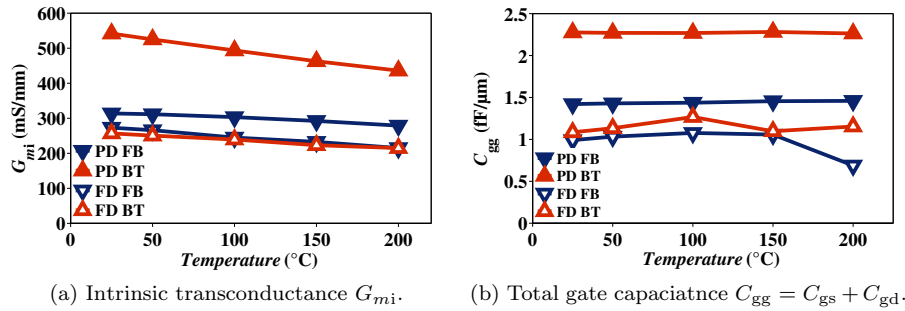 600
500
400
300
200
100
0
G_mi (mS/mm)
PD FB
PD BT
FD FB
FD BT
0 50 100 150 200
Temperature (°C)
(a) Intrinsic transconductance G_mi.
2.5
2
1.5
1
0.5
0
C_gg (fF/µm)
PD FB
PD BT
FD FB
FD BT
0 50 100 150 200
Temperature (°C)
(b) Total gate capaciatnce C_gg = C_gs + C_gd.